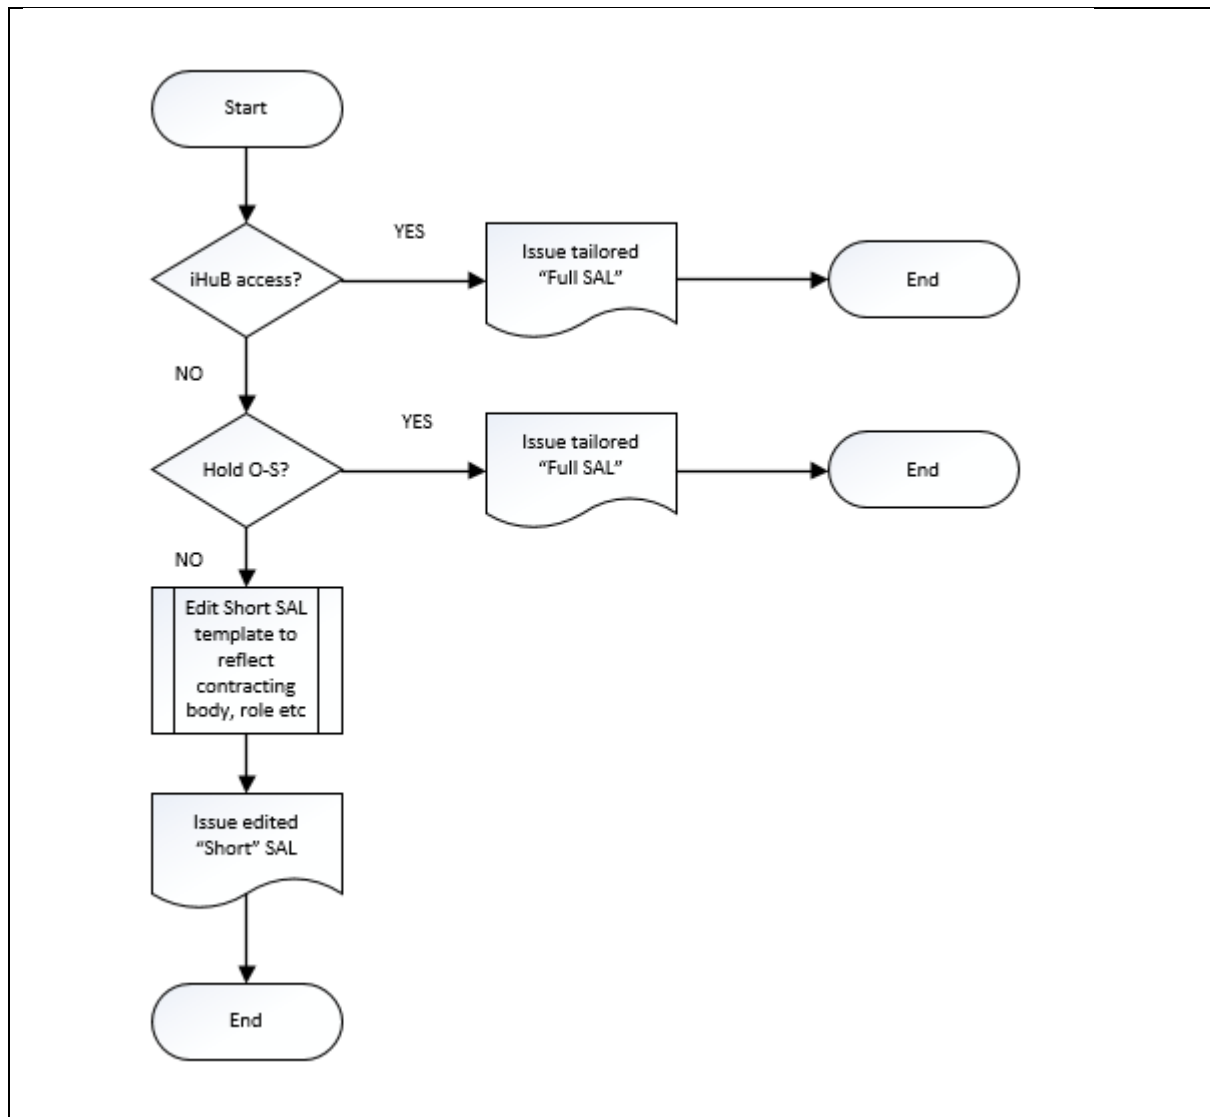 Start
YES
iHuB access?
Issue tailored
“Full SAL”
End
NO
YES
Hold O-S?
Issue tailored
“Full SAL”
End
NO
Edit Short SAL
template to
reflect
contracting
body, role etc
Issue edited
“Short” SAL
End